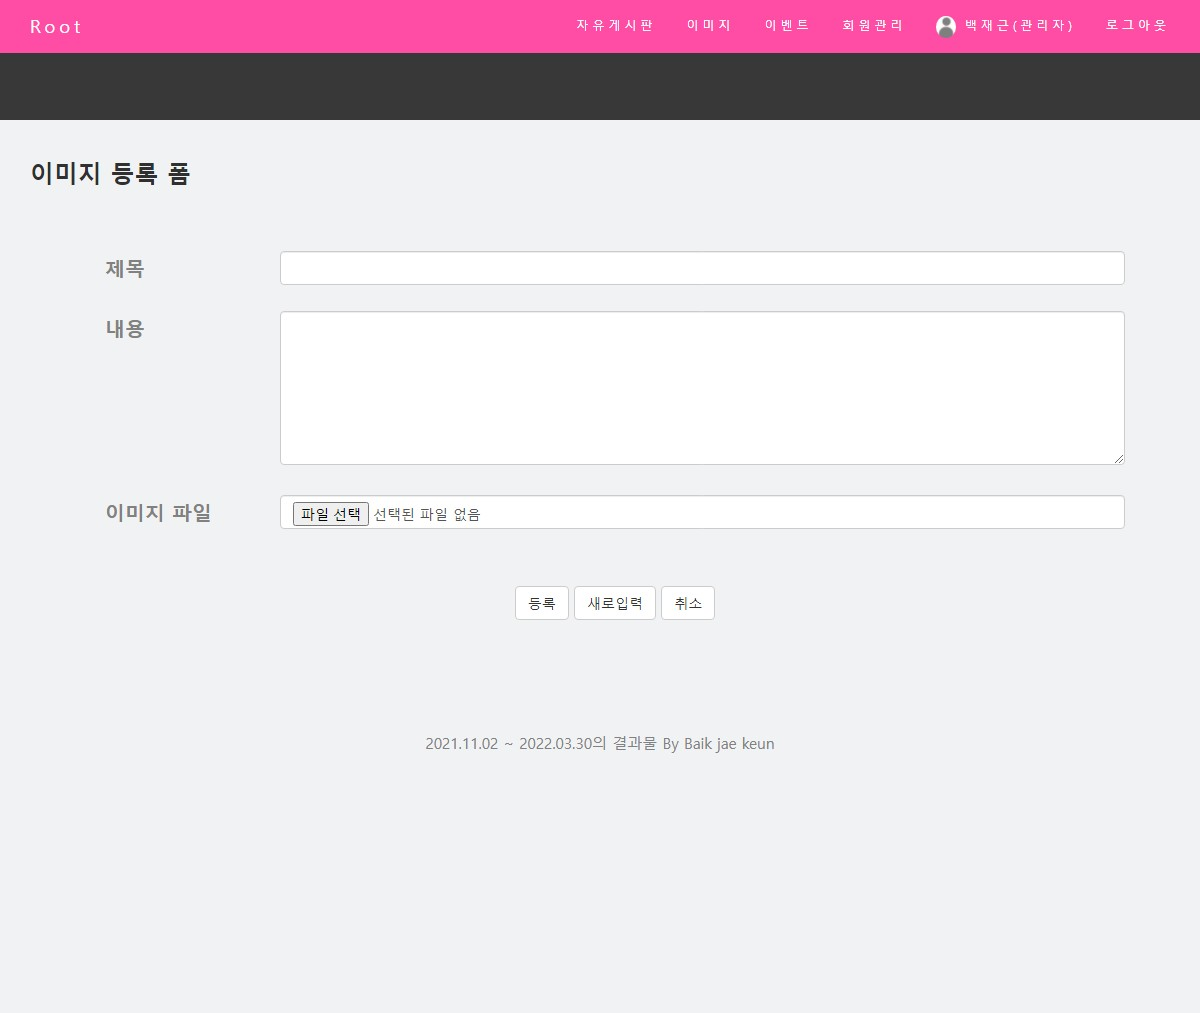 Root 자유게시판 이미지 이벤트 회원관리 백재근(관리자) 로그아웃
이미지 등록 폼
제목
내용
이미지 파일 파일 선택 선택된 파일 없음
등록 새로입력 취소
2021.11.02 ~ 2022.03.30의 결과물 By Baik jae keun